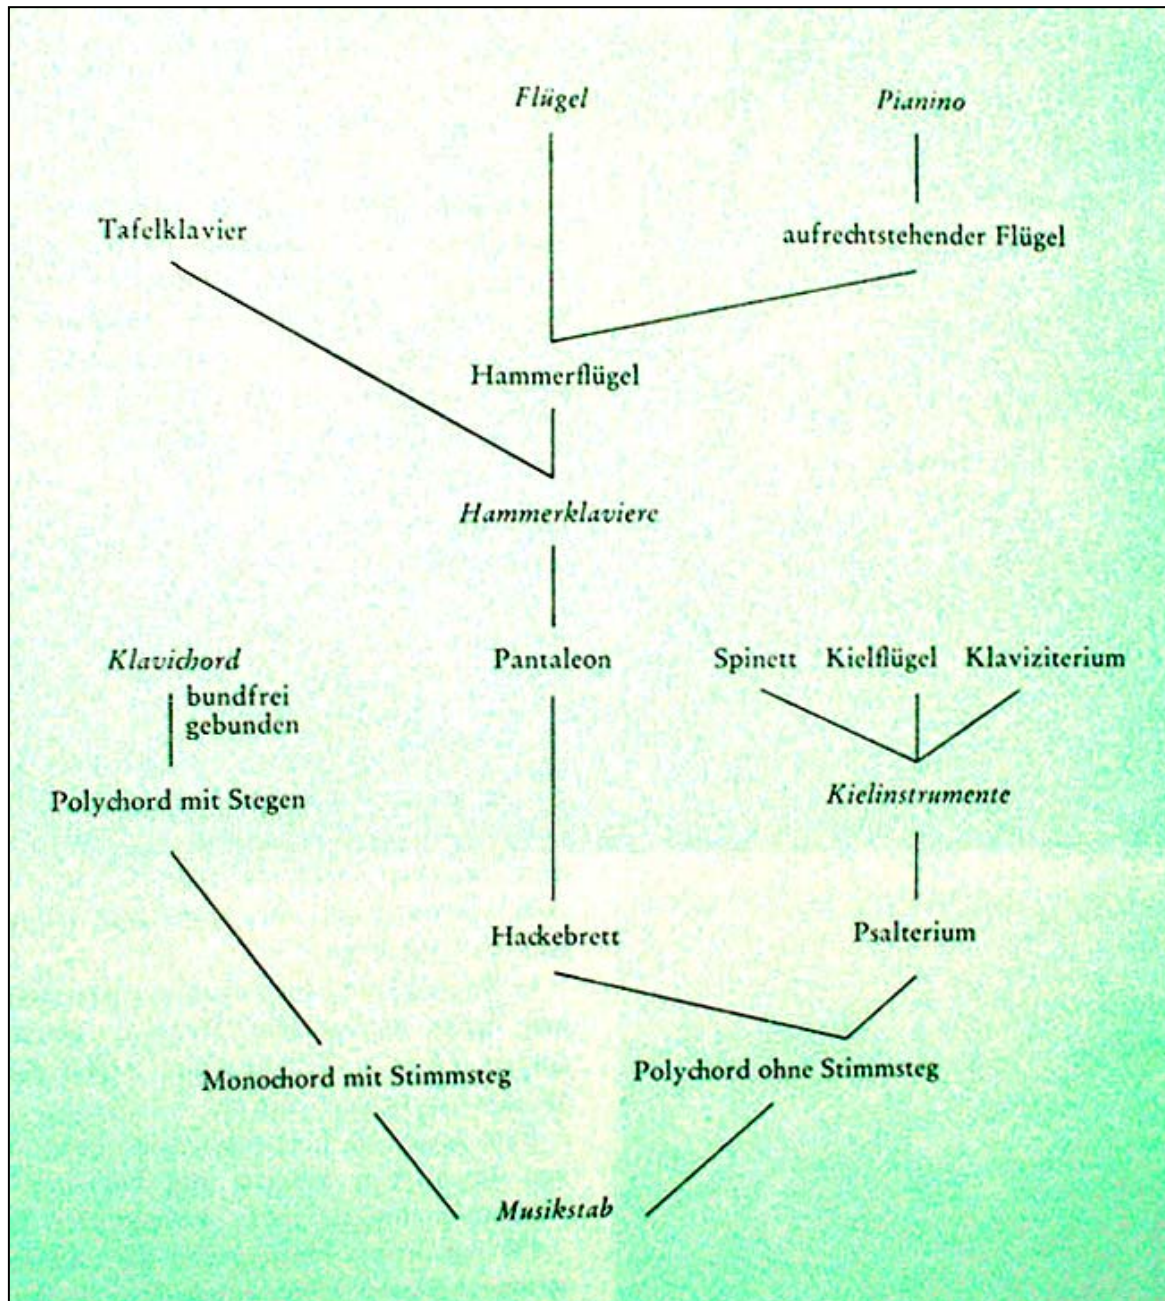 Flügel
Pianino
Tafelklavier
aufrechtstehender Flügel
Hammerflügel
Hammerklaviere
Klavichord
Pantaleon
Spinett
Kielflügel
Klaviziterium
bundfrei
gebunden
Polychord mit Stegen
Kielinstrumente
Hackebrett
Psalterium
Monochord mit Stimmsteg
Polychord ohne Stimmsteg
Musikstab